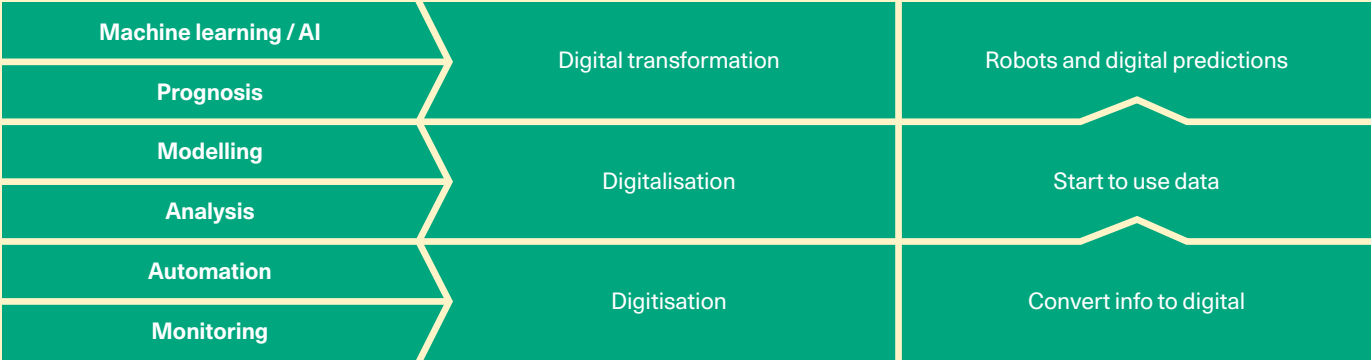 Machine learning / AI
Prognosis
Digital transformation
Robots and digital predictions
Modelling
Analysis
Digitalisation
Start to use data
Automation
Monitoring
Digitisation
Convert info to digital